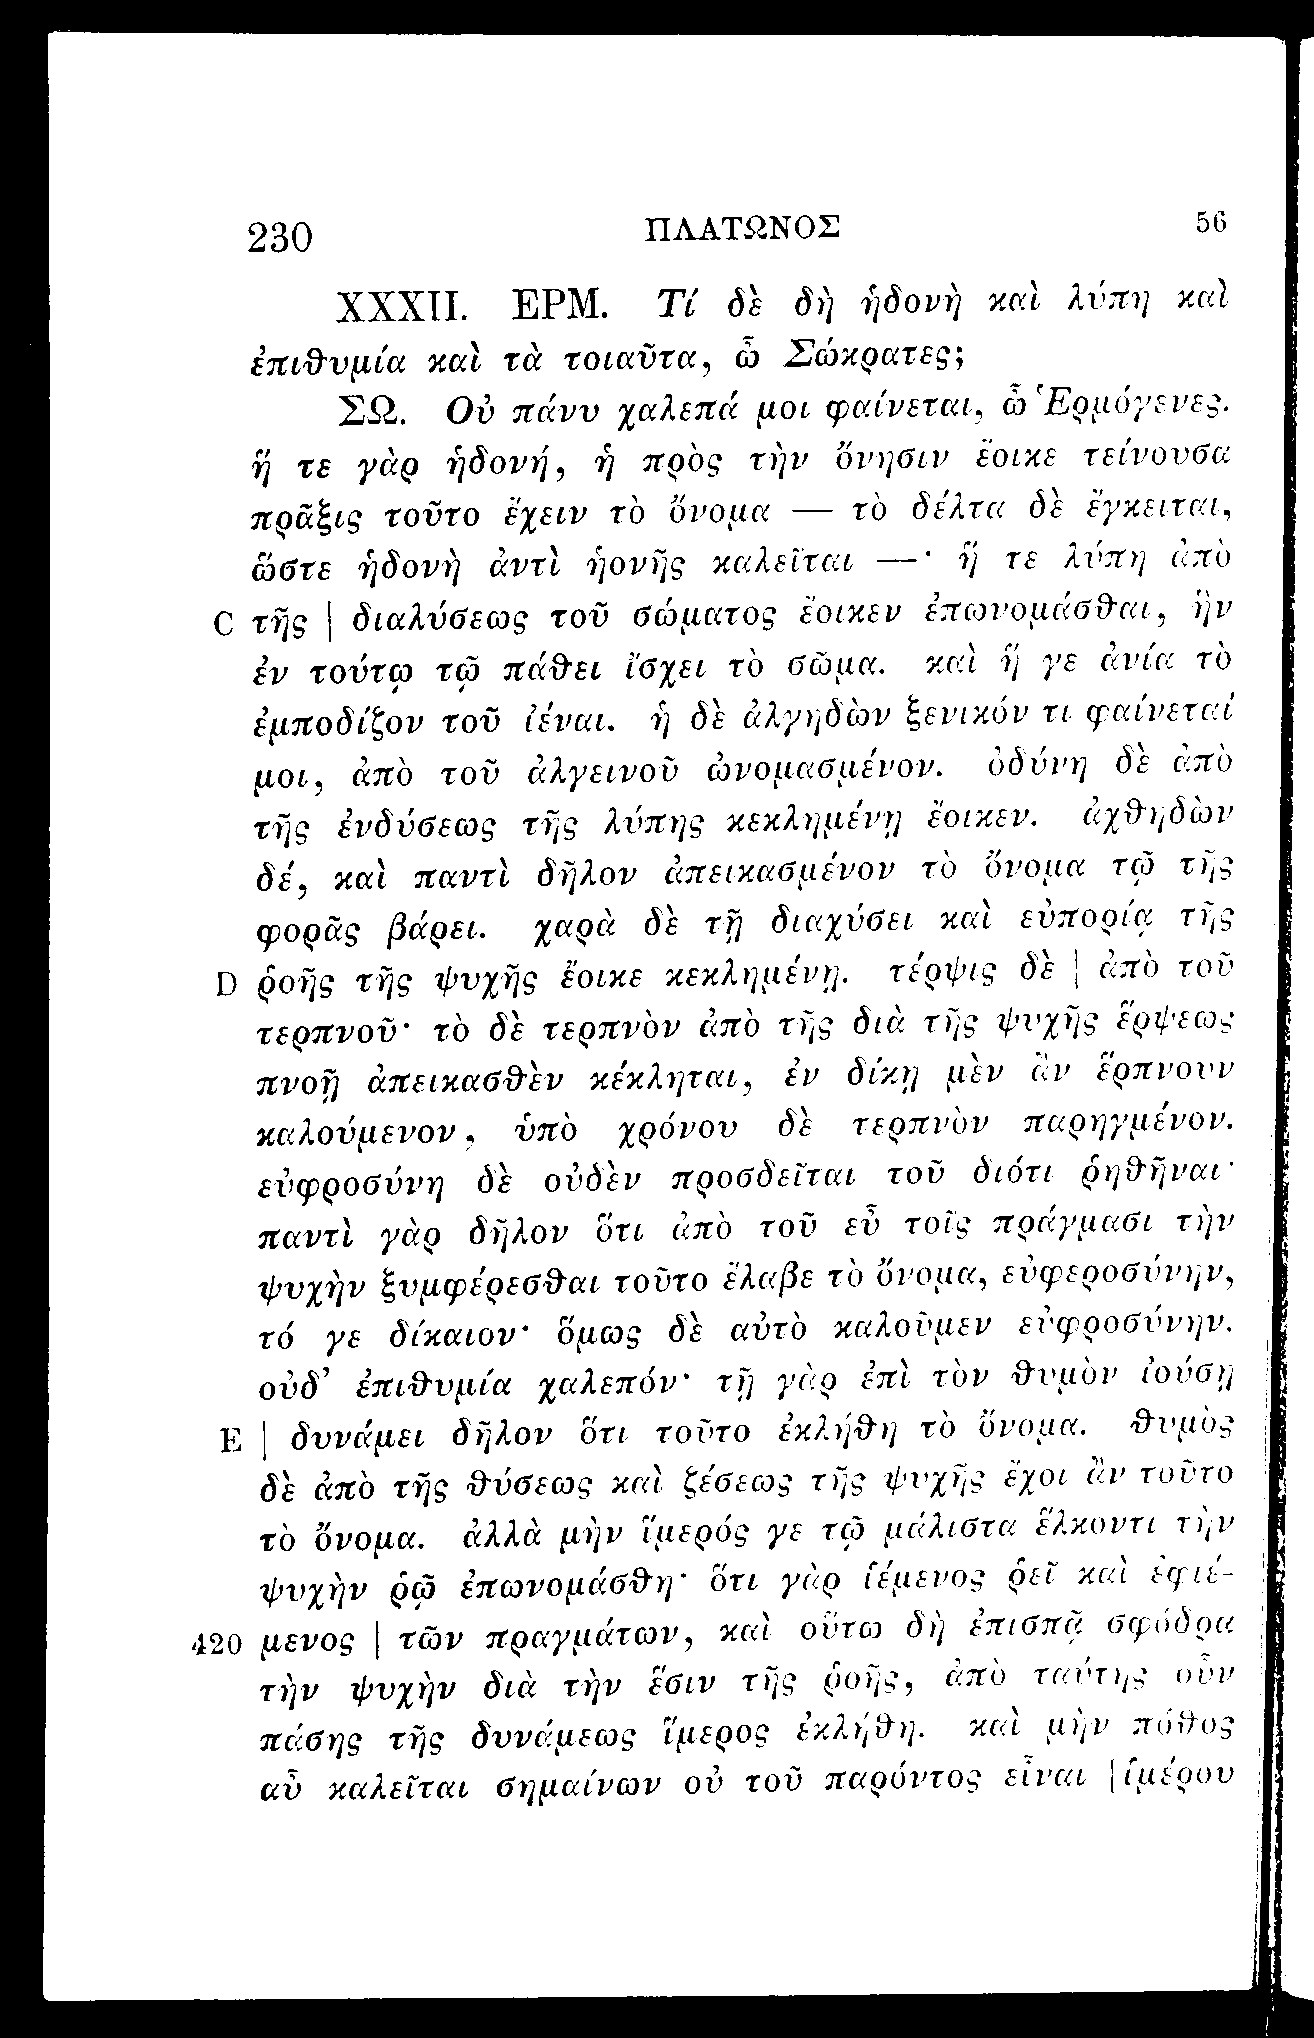 230 ΠΛΑΤΩΝΟΣ 56
XXXII. ΕΡΜ. Τί δὲ δὴ ἡδονὴ καὶ λύπη καὶ
ἐπιθυμία καὶ τὰ τοιαῦτα, ὦ Σώκρατες;
ΣΩ. Οὐ πάνυ χαλεπά μοι φαίνεται, ὦ Ἑρμόγενες.
ἥ τε γὰρ ἡδονή, ἡ πρὸς τὴν ὄνησιν ἔοικε τείνουσα
πρᾶξις τοῦτο ἔχειν τὸ ὄνομα — τὸ δέλτα δὲ ἔγκειται,
ὥστε ἡδονὴ ἀντὶ ἡονῆς καλεῖται —· ἥ τε λύπη ἀπὸ
C τῆς | διαλύσεως τοῦ σώματος ἔοικεν ἐπωνομάσθαι, ἣν
ἐν τούτῳ τῷ πάθει ἴσχει τὸ σῶμα. καὶ ἥ γε ἀνία τὸ
ἐμποδίζον τοῦ ἰέναι. ἡ δὲ ἀλγηδὼν ξενικόν τι φαίνεταί
μοι, ἀπὸ τοῦ ἀλγεινοῦ ὠνομασμένον. ὀδύνη δὲ ἀπὸ
τῆς ἐνδύσεως τῆς λύπης κεκλημένῃ ἔοικεν. ἀχθηδὼν
δέ, καὶ παντὶ δῆλον ἀπεικασμένον τὸ ὄνομα τῷ τῆς
φορᾶς βάρει. χαρὰ δὲ τῇ διαχύσει καὶ εὐπορίᾳ τῆς
D ῥοῆς τῆς ψυχῆς ἔοικε κεκλημένῃ. τέρψις δὲ | ἀπὸ τοῦ
τερπνοῦ· τὸ δὲ τερπνὸν ἀπὸ τῆς διὰ τῆς ψυχῆς ἕρψεως
πνοῇ ἀπεικασθὲν κέκληται, ἐν δίκῃ μὲν ἂν ἕρπνουν
καλούμενον, ὑπὸ χρόνου δὲ τερπνὸν παρηγμένον.
εὐφροσύνη δὲ οὐδὲν προσδεῖται τοῦ διότι ῥηθῆναι·
παντὶ γὰρ δῆλον ὅτι ἀπὸ τοῦ εὖ τοῖς πράγμασι τὴν
ψυχὴν ξυμφέρεσθαι τοῦτο ἔλαβε τὸ ὄνομα, εὐφεροσύνην,
τό γε δίκαιον· ὅμως δὲ αὐτὸ καλοῦμεν εὐφροσύνην.
οὐδ’ ἐπιθυμία χαλεπόν· τῇ γὰρ ἐπὶ τὸν θυμὸν ἰούσῃ
E | δυνάμει δῆλον ὅτι τοῦτο ἐκλήθη τὸ ὄνομα. θυμὸς
δὲ ἀπὸ τῆς θύσεως καὶ ζέσεως τῆς ψυχῆς ἔχοι ἂν τοῦτο
τὸ ὄνομα. ἀλλὰ μὴν ἵμερός γε τῷ μάλιστα ἕλκοντι τὴν
ψυχὴν ῥῷ ἐπωνομάσθη· ὅτι γὰρ ἱέμενος ῥεῖ καὶ ἐφιέ-
420 μενος | τῶν πραγμάτων, καὶ οὕτω δὴ ἐπισπᾷ σφόδρα
τὴν ψυχὴν διὰ τὴν ἕσιν τῆς ῥοῆς, ἀπὸ ταύτης οὖν
πάσης τῆς δυνάμεως ἵμερος ἐκλήθη. καὶ μὴν πόθος
αὖ καλεῖται σημαίνων οὐ τοῦ παρόντος εἶναι | ἱμέρου